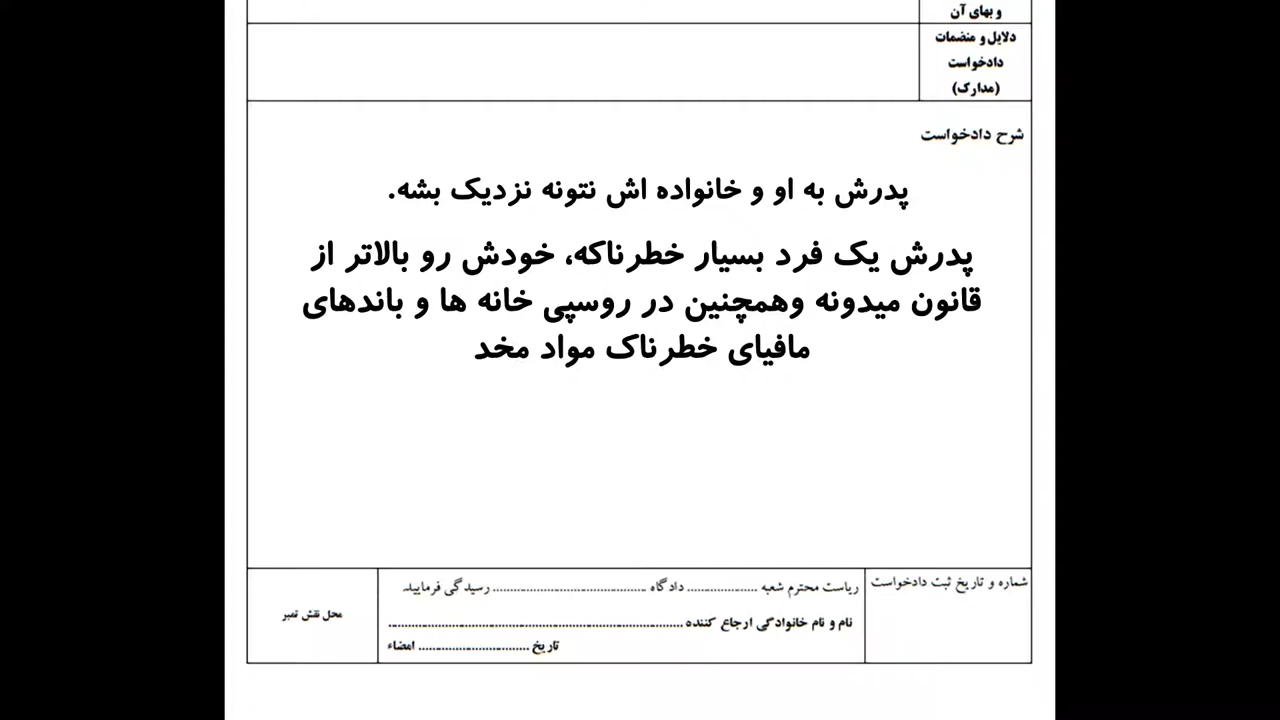 و بهای آن
دلایل و منضمات
دادخواست
(مدارک)
شرح دادخواست
پدرش به او و خانواده اش نتونه نزدیک بشه.
پدرش یک فرد بسیار خطرناکه، خودش رو بالاتر از
قانون میدونه وهمچنین در روسپی خانه ها و باندهای
مافیای خطرناک مواد مخد
شماره و تاریخ ثبت دادخواست
ریاست محترم شعبه ..................... دادگاه .............................................. رسیدگی فرمایید.
نام و نام خانوادگی ارجاع کننده ........................................................................................
تاریخ ................................. امضاء
محل نقش تمبر